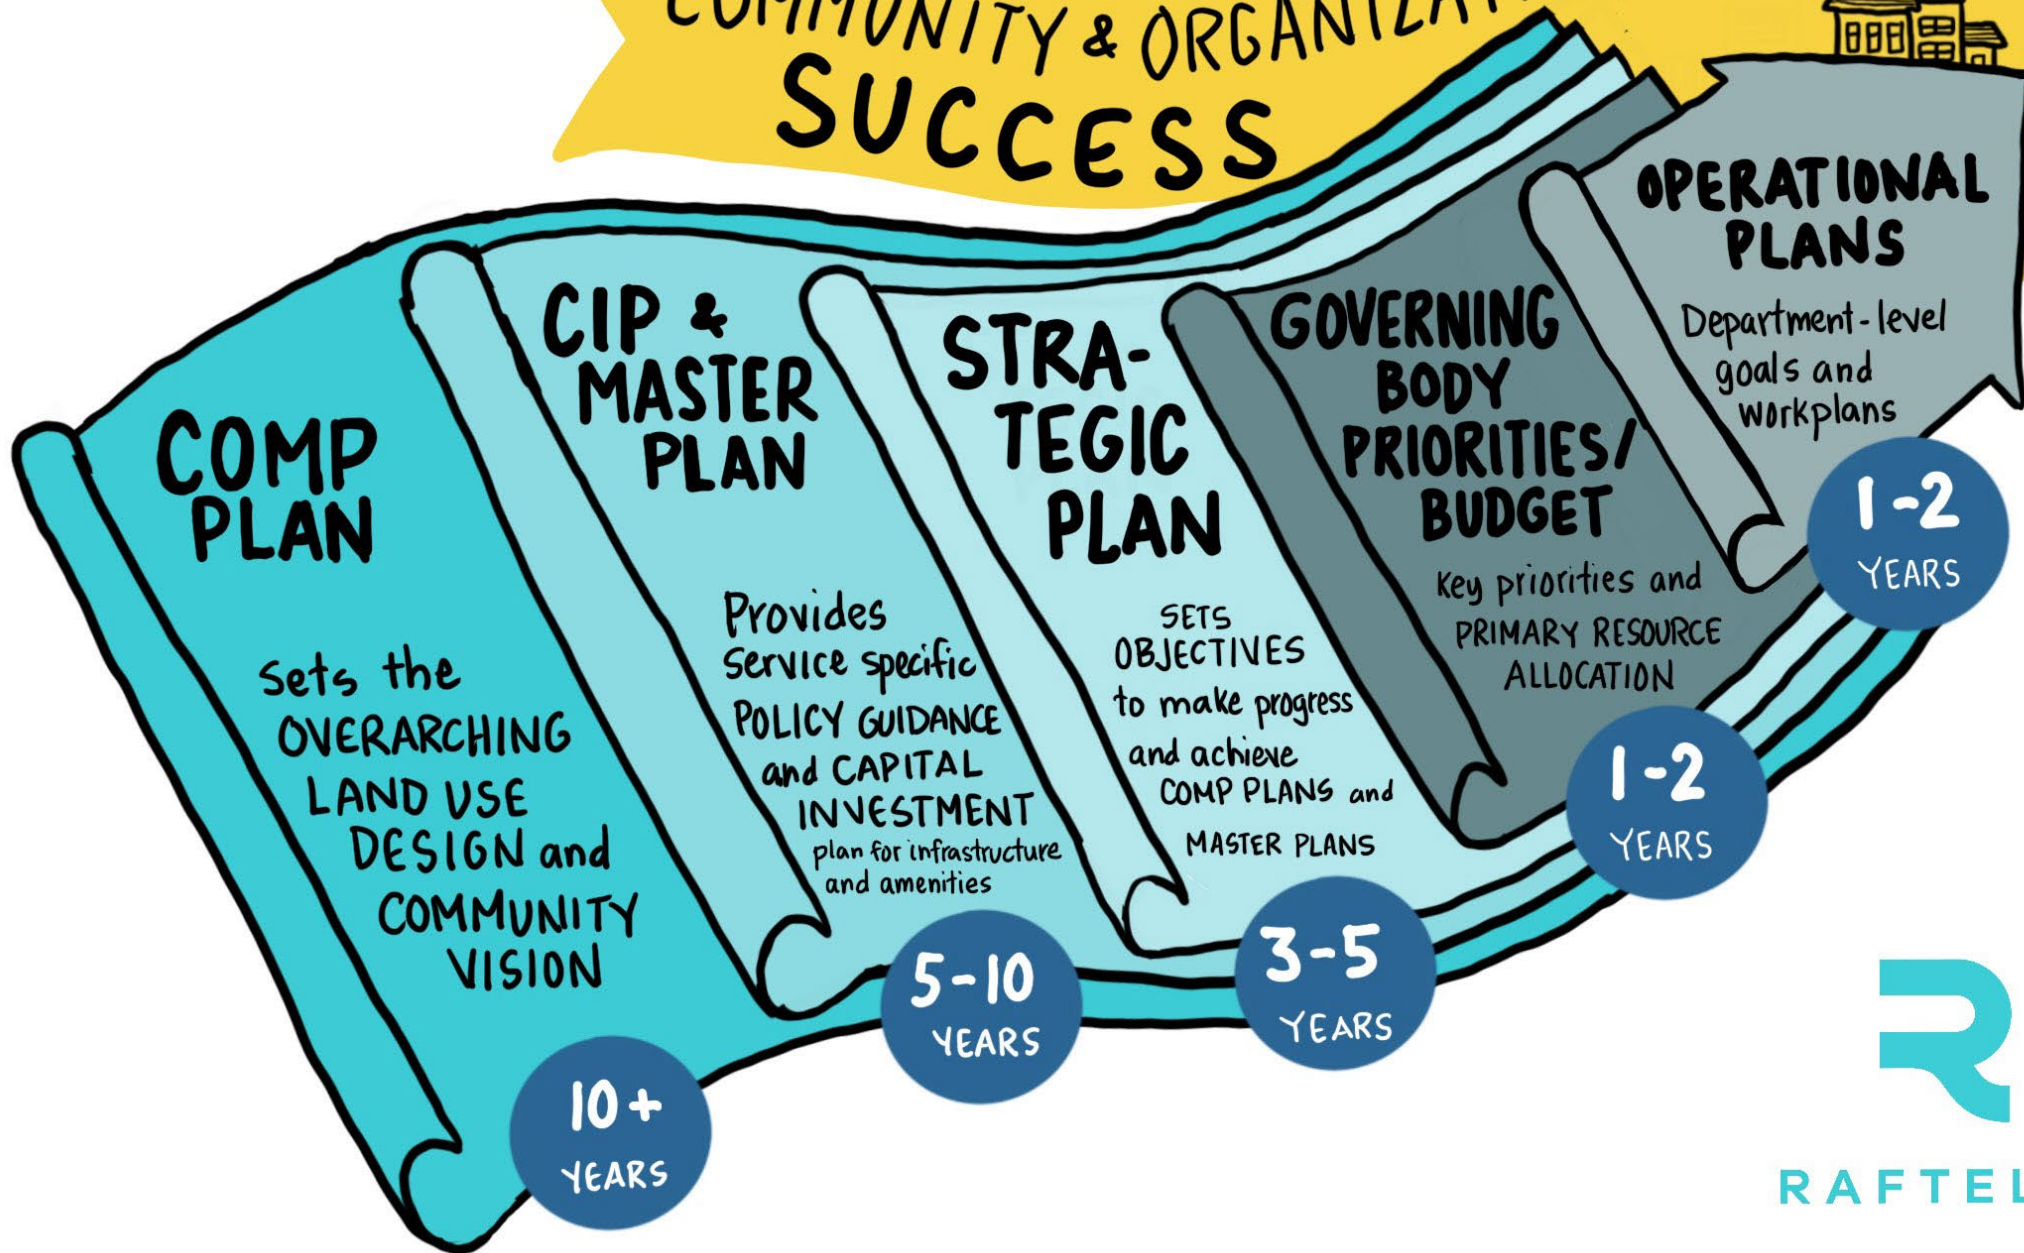 COMMUNITY &
SUCCESS
COMP
PLAN
Sets the
OVERARCHING
LAND USE
DESIGN and
COMMUNITY
VISION
10+
YEARS
CIP &
MASTER
PLAN
Provides
Service specific
POLICY GUIDANCE
and CAPITAL
INVESTMENT
plan for infrastructure
and amenities
5-10
YEARS
STRA-
TEGIC
PLAN
SETS
OBJECTIVES
to make progress
and achieve
COMP PLANS and
MASTER PLANS
3-5
YEARS
GOVERNING
BODY
PRIORITIES/
BUDGET
Key priorities and
PRIMARY RESOURCE
ALLOCATION
1-2
YEARS
OPERATIONAL
PLANS
Department-level
goals and
workplans
1-2
YEARS